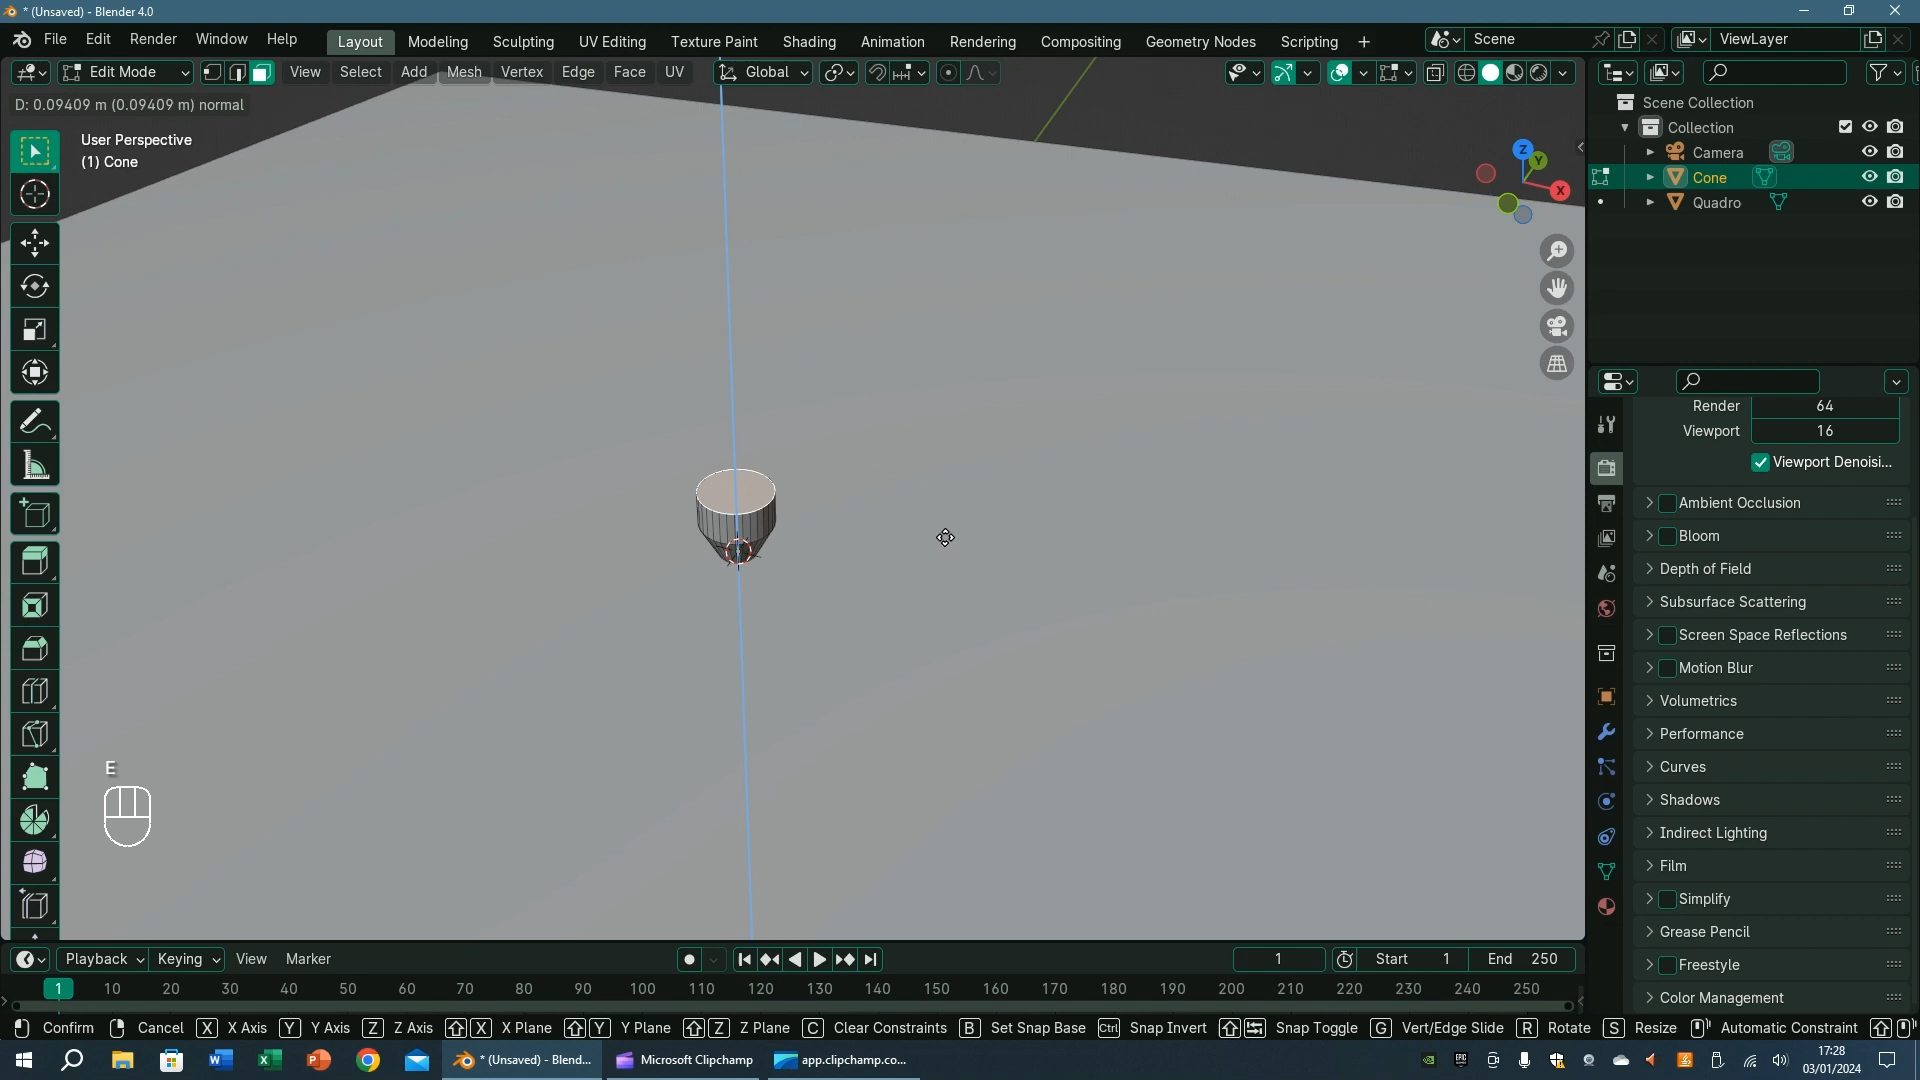 * (Unsaved) - Blender 4.0
File Edit Render Window Help Layout Modeling Sculpting UV Editing Texture Paint Shading Animation Rendering Compositing Geometry Nodes Scripting + Scene ViewLayer
Edit Mode View Select Add Mesh Vertex Edge Face UV Global
D: 0.09409 m (0.09409 m) normal
User Perspective
(1) Cone
Z
Y
X
Scene Collection
Collection
Camera
Cone
Quadro
Render 64
Viewport 16
Viewport Denoisi...
Ambient Occlusion
Bloom
Depth of Field
Subsurface Scattering
Screen Space Reflections
Motion Blur
Volumetrics
Performance
Curves
Shadows
Indirect Lighting
Film
Simplify
Grease Pencil
Freestyle
Color Management
E
Playback Keying View Marker 1 Start 1 End 250
1 10 20 30 40 50 60 70 80 90 100 110 120 130 140 150 160 170 180 190 200 210 220 230 240 250
Confirm Cancel X X Axis Y Y Axis Z Z Axis X X Plane Y Y Plane Z Z Plane C Clear Constraints B Set Snap Base Ctrl Snap Invert Snap Toggle G Vert/Edge Slide R Rotate S Resize Automatic Constraint
* (Unsaved) - Blend... Microsoft Clipchamp app.clipchamp.co...
17:28
03/01/2024